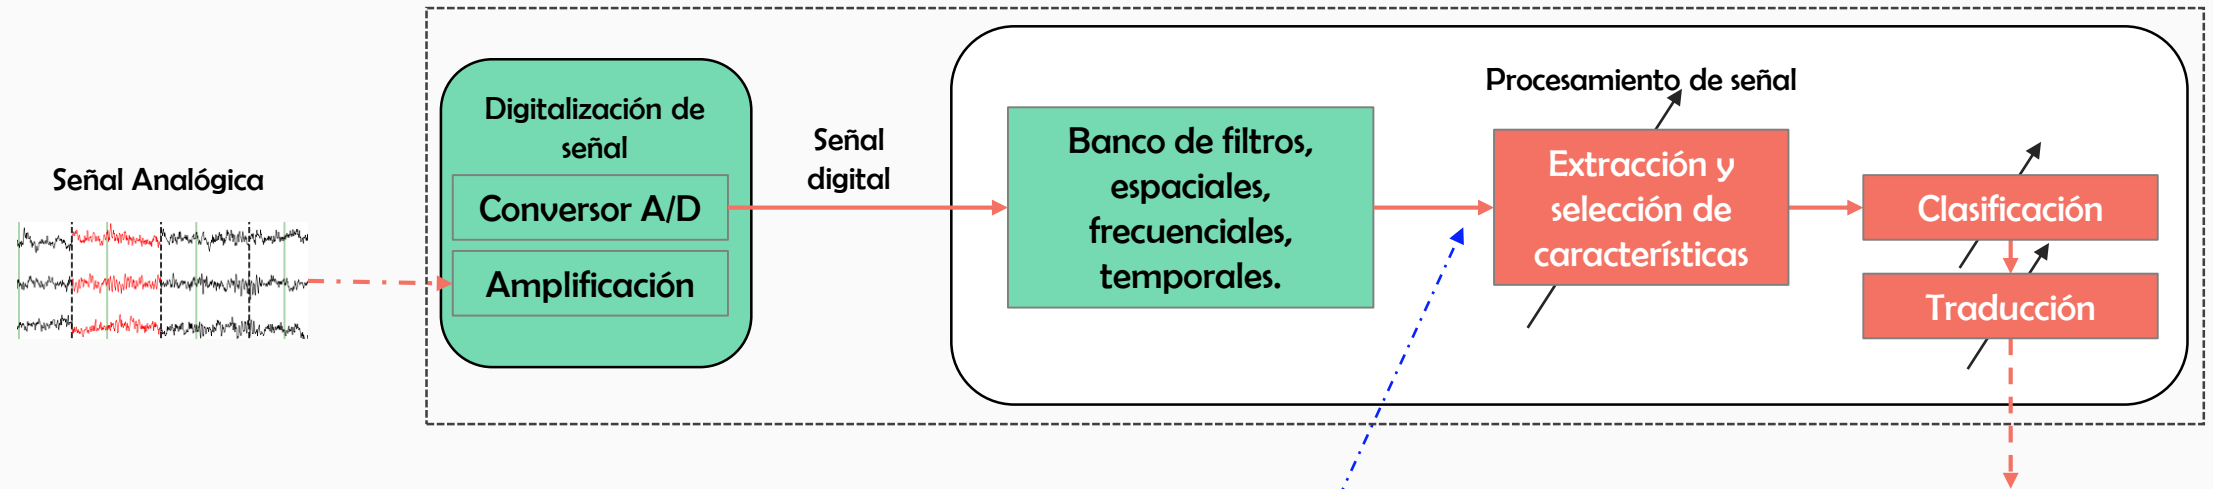 Señal Analógica
Digitalización de
señal
Conversor A/D
Amplificación
Señal
digital
Banco de filtros,
espaciales,
frecuenciales,
temporales.
Procesamiento de señal
Extracción y
selección de
características
Clasificación
Traducción